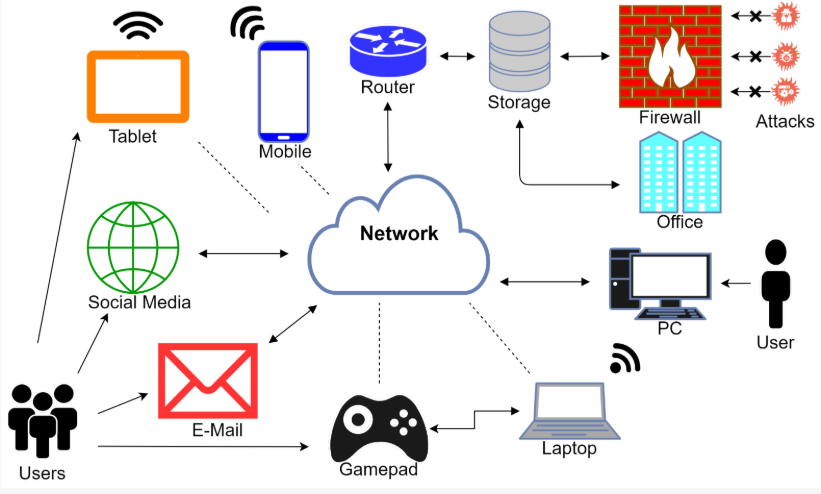 Router
Storage
Firewall
Attacks
Tablet
Mobile
Office
Network
Social Media
PC
User
E-Mail
Laptop
Gamepad
Users